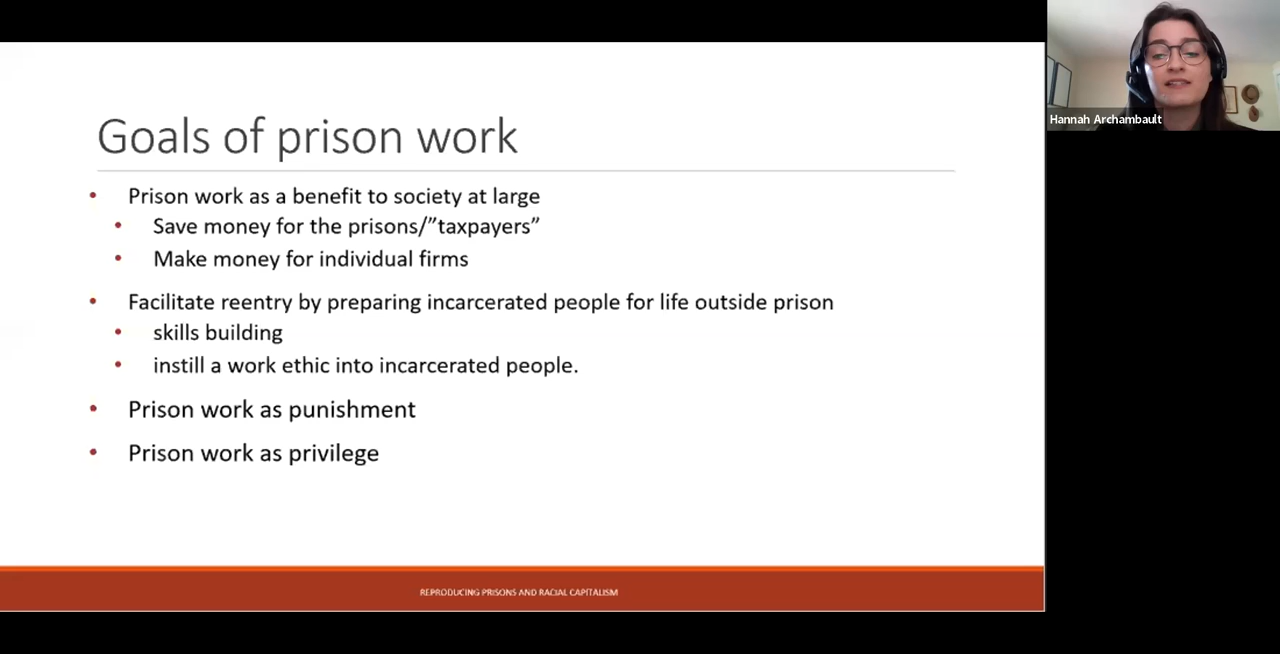 Goals of prison work
• Prison work as a benefit to society at large
• Save money for the prisons/”taxpayers”
• Make money for individual firms
• Facilitate reentry by preparing incarcerated people for life outside prison
• skills building
• instill a work ethic into incarcerated people.
• Prison work as punishment
• Prison work as privilege
REPRODUCING PRISONS AND RACIAL CAPITALISM
Hannah Archambault